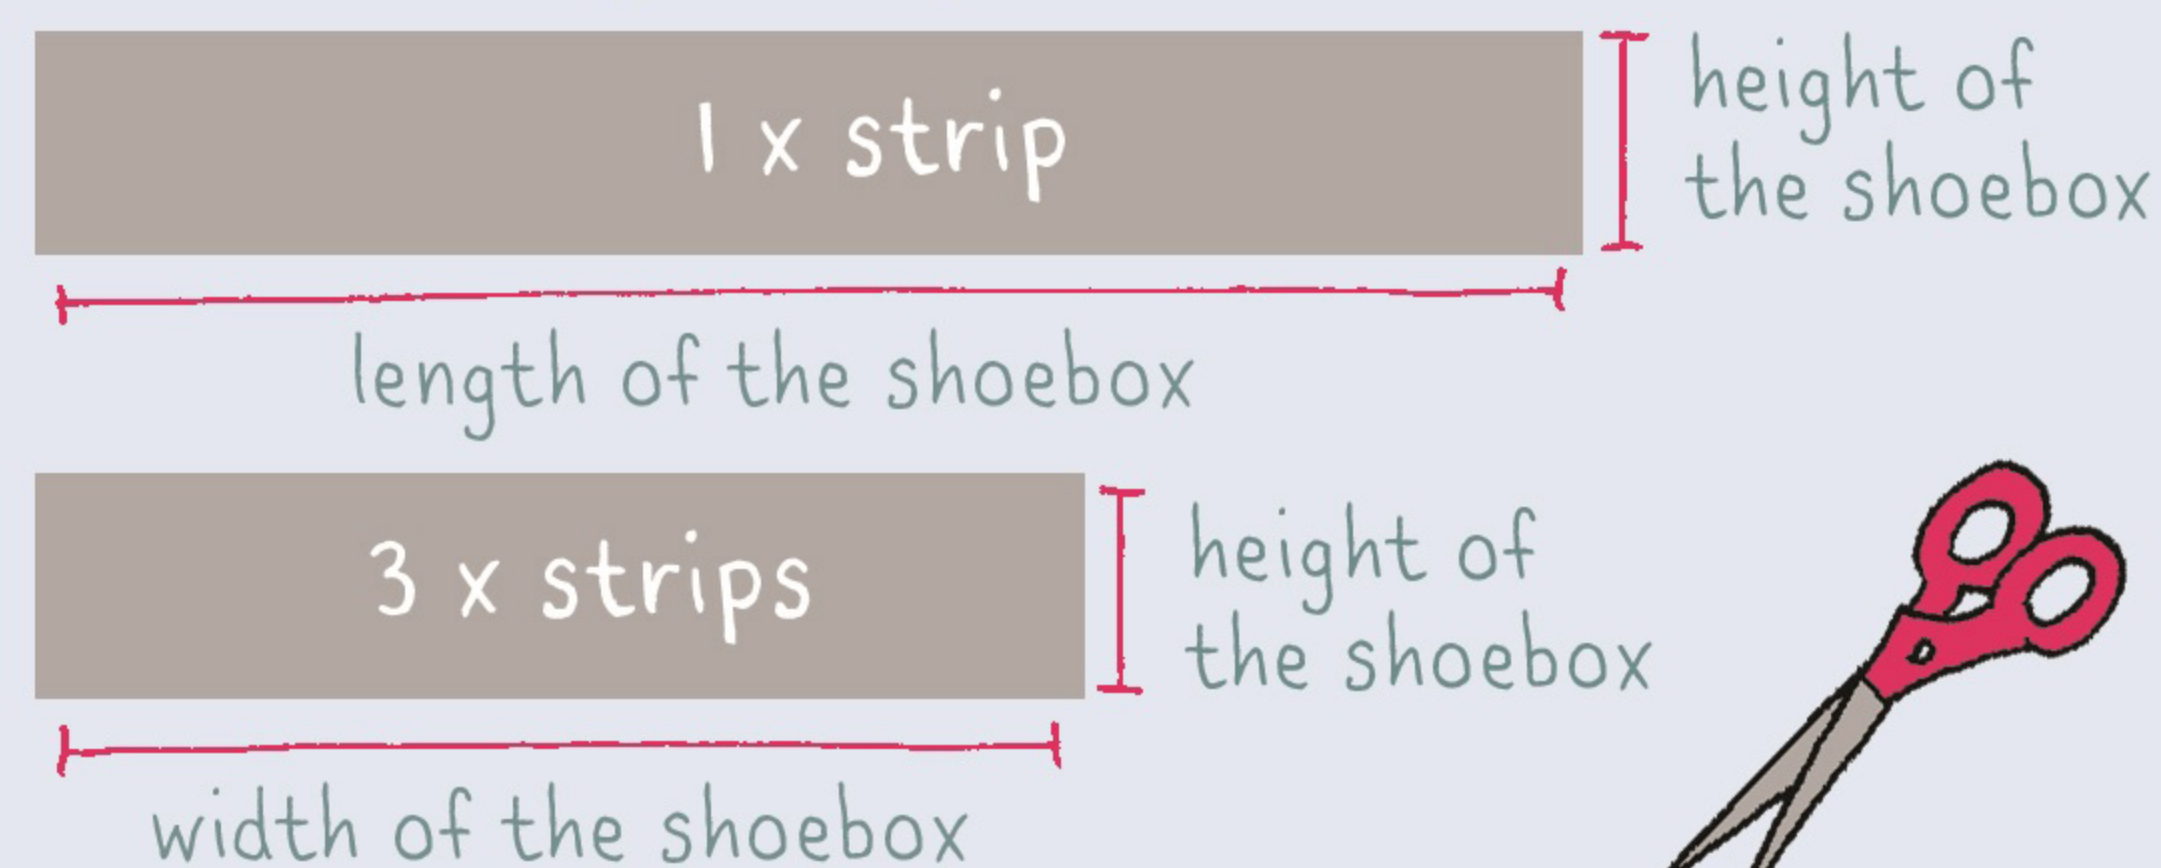 1 x strip
height of
the shoebox
length of the shoebox
3 x strips
height of
the shoebox
width of the shoebox